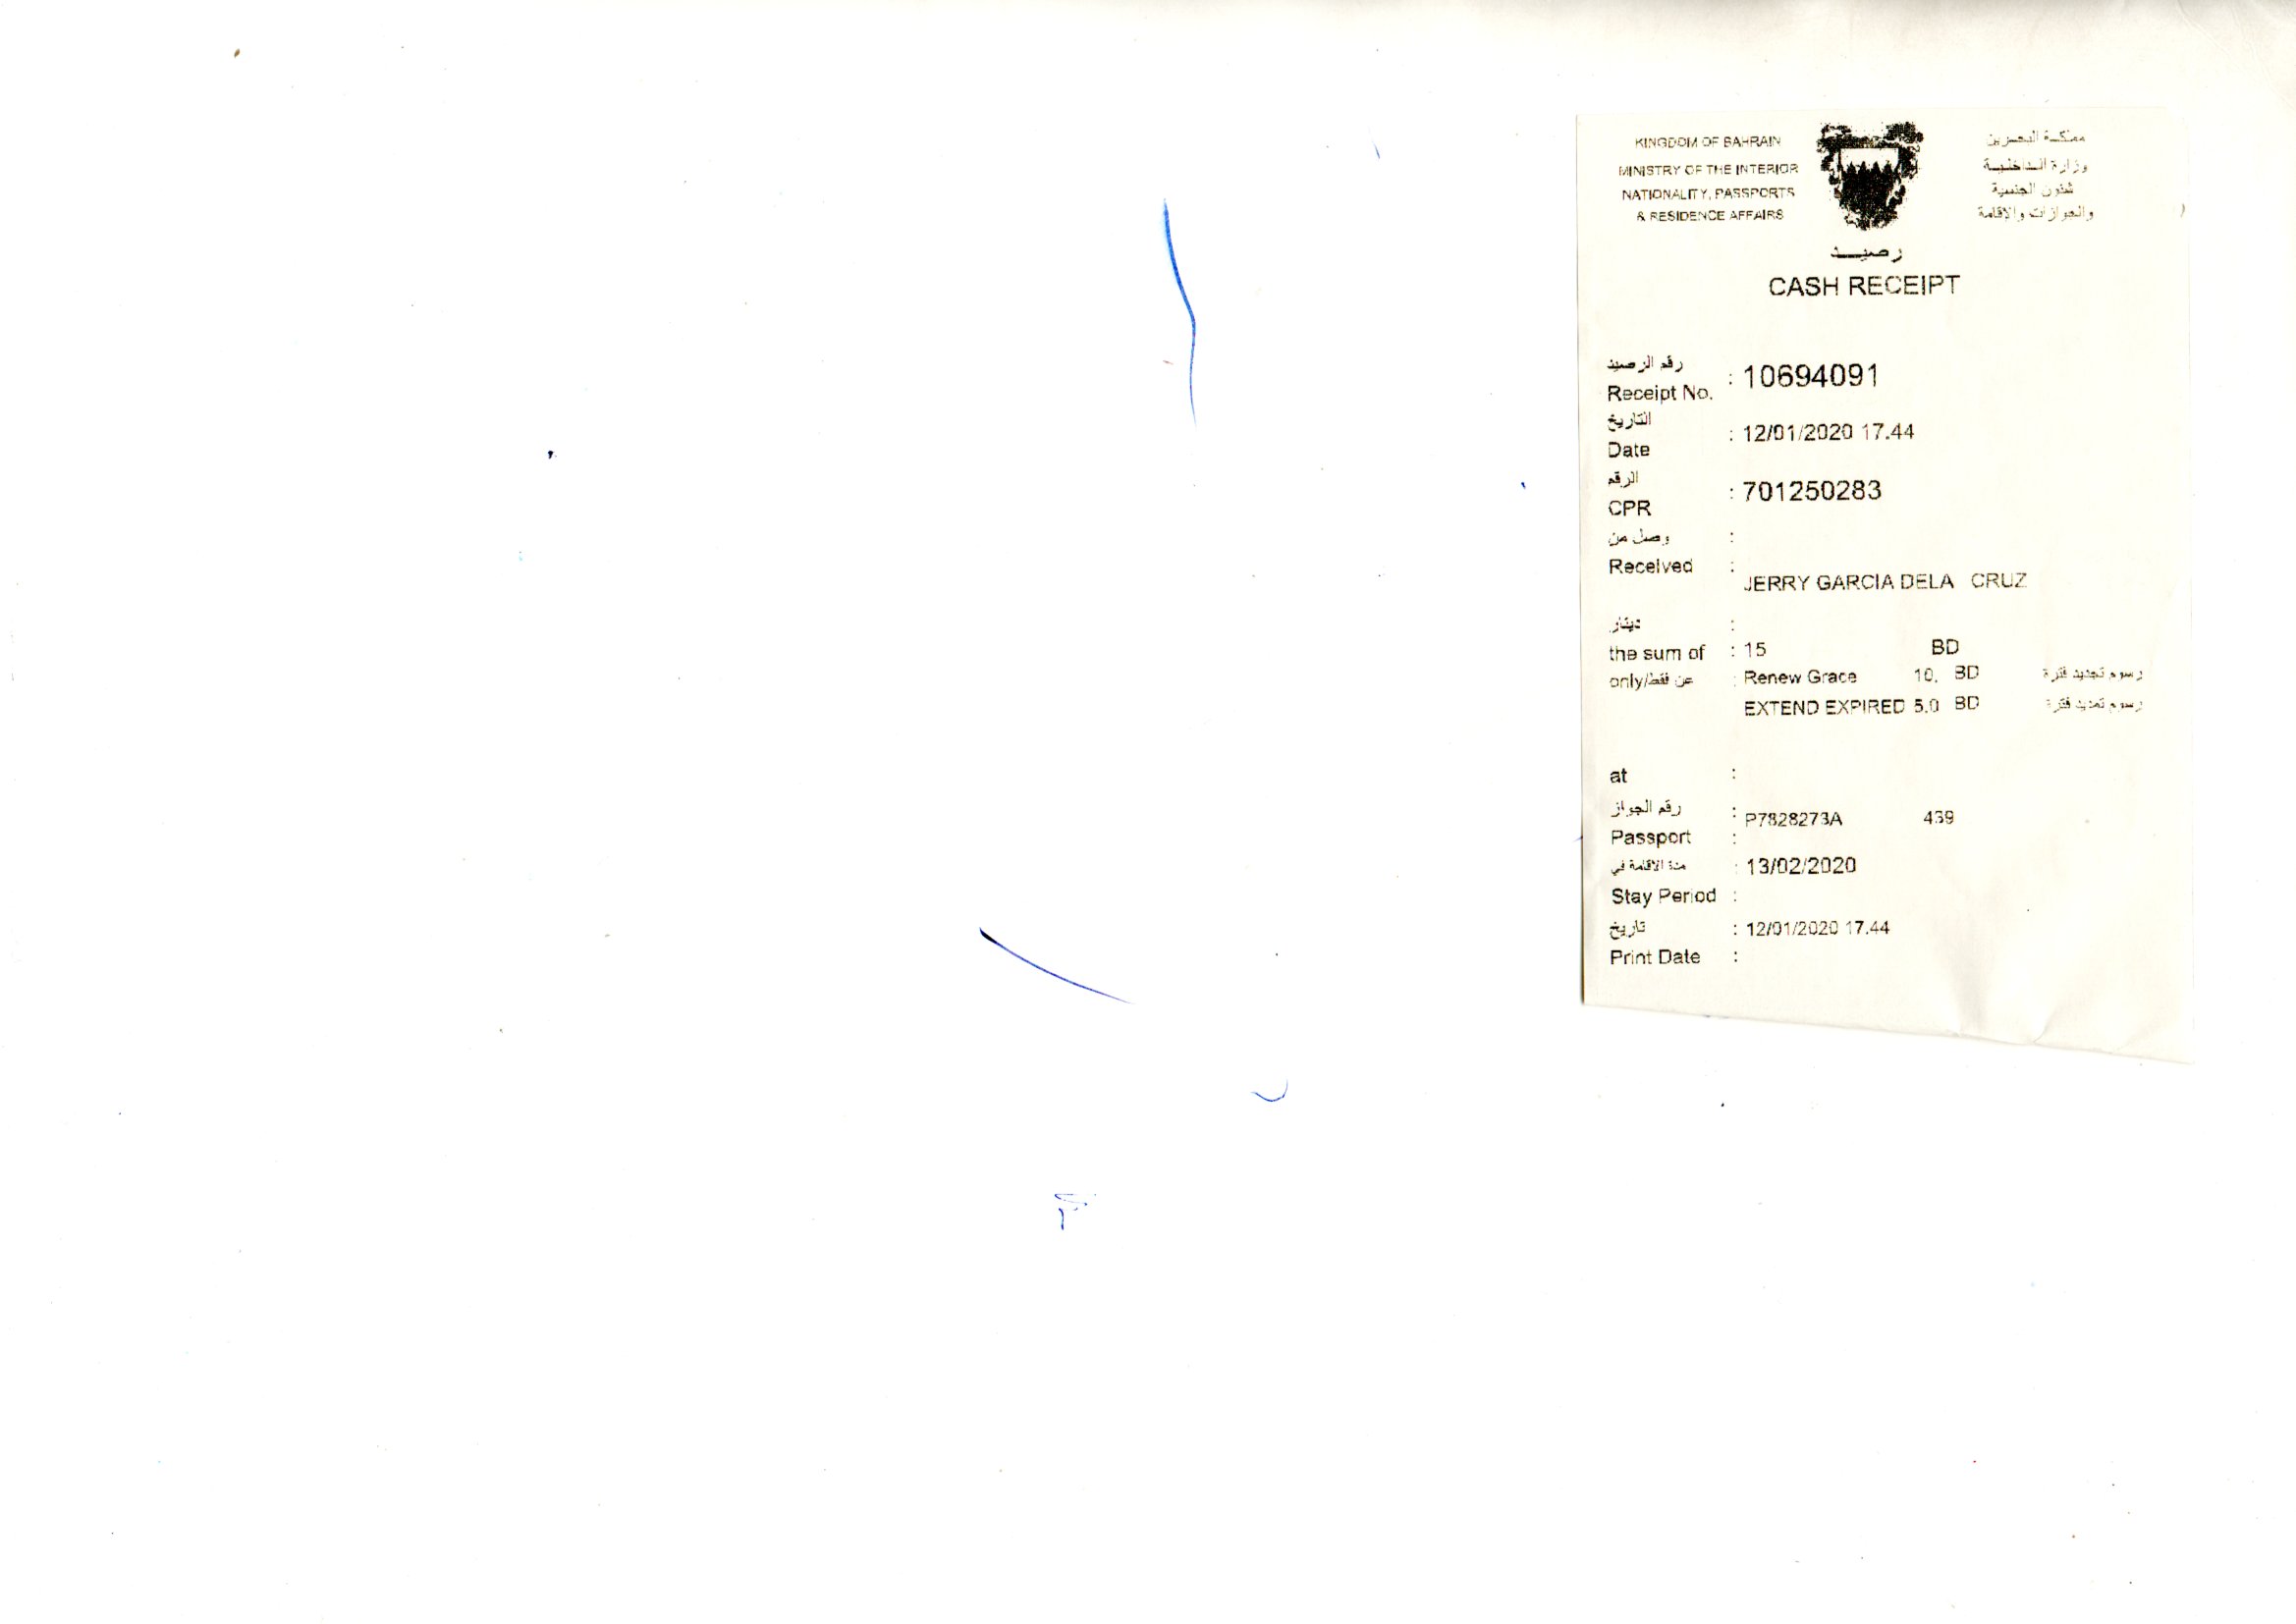 KINGDOM OF BAHRAIN
MINISTRY OF THE INTERIOR
NATIONALITY, PASSPORTS
& RESIDENCE AFFAIRS
مملكة البحرين
وزارة الداخلية
شئون الجنسية
والجوازات والاقامة
رصيد
CASH RECEIPT
رقم الرصيد
Receipt No. : 10694091
التاريخ
Date : 12/01/2020 17.44
الرقم
CPR : 701250283
وصل من :
Received :
JERRY GARCIA DELA CRUZ
دينار :
the sum of : 15 BD
only/عن فقط : Renew Grace 10. BD رسوم تجديد فترة
EXTEND EXPIRED 5.0 BD رسوم تمديد فترة
at :
رقم الجواز : P7828273A 439
Passport :
مدة الاقامة في : 13/02/2020
Stay Period :
تاريخ : 12/01/2020 17.44
Print Date :